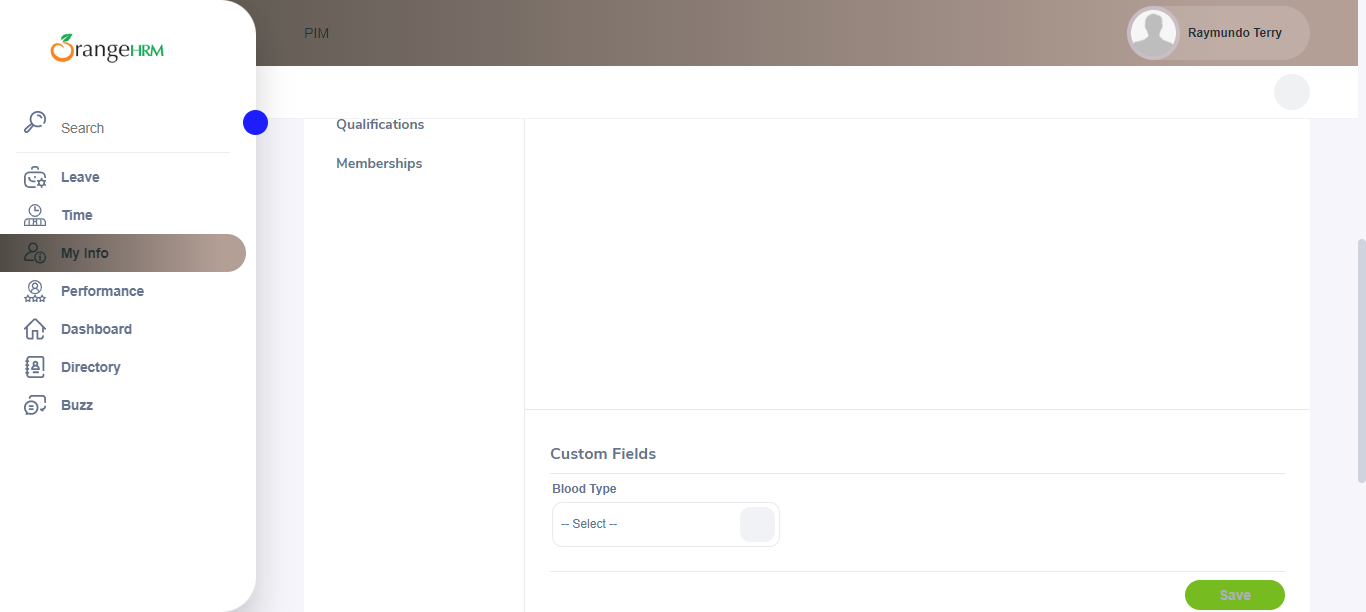 OrangeHRM
PIM
Raymundo Terry
Search
Leave
Time
My Info
Performance
Dashboard
Directory
Buzz
Qualifications
Memberships
Custom Fields
Blood Type
-- Select --
Save